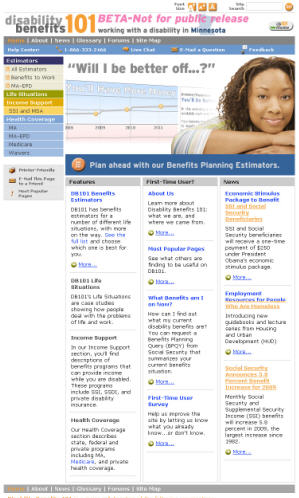 Text Size
Site Search
disability benefits 101
BETA-Not for public release
working with a disability in Minnesota
Home | About | News | Glossary | Forums | Site Map
Help Center
1-866-333-2466
Live Chat
E-Mail a Question
Feedback
Estimators
All Estimators
Benefits to Work
MA-EPD
Life Situations
Income Support
SSI and MSA
Health Coverage
MA
MA-EPD
Medicare
Waivers
Printer Friendly
E-Mail This Page
to a Friend
Most Popular
Pages
“Will I be better off...?”
2008
2009
2010
2011
Plan ahead with our Benefits Planning Estimators.
Features
DB101 Benefits
Estimators
DB101 has benefits
estimators for a
number of different
life situations, with
more on the way. See the
full list and choose
which one is best for
you.
More...
DB101 Life
Situations
DB101's Life Situations
are case studies
showing how people
deal with the problems
of life and work.
Income Support
In our Income Support
section, you'll find
descriptions of
benefits programs that
can provide income
while you are disabled.
These programs
include SSI, SSDI, and
private disability
insurance.
Health Coverage
Our Health Coverage
section describes
state, federal and
private programs
including MA,
Medicare, and private
health coverage.
First-Time User?
About Us
Learn more about
Disability Benefits 101:
what we are, and
where we came from.
More...
Most Popular Pages
See what others are
finding to be useful on
DB101.
More...
What Benefits am I
on Now?
How can I find out
what my current
disability benefits are?
You can request a
Benefits Planning
Query (BPQY) from
Social Security that
summarizes your
current benefits
situation.
More...
First-Time User
Survey
Help us improve the
site by letting us know
what you already
know...or don't know.
More...
News
Economic Stimulus
Package to Benefit
SSI and Social
Security
Beneficiaries
SSI and Social Security
beneficiaries will
receive a one-time
payment of $250
under President
Obama's economic
stimulus package.
More...
Employment
Resources for People
Who Are Homeless
Introducing new
guidebooks and lecture
series from Housing
and Urban
Development (HUD)
More...
Social Security
Announces 5.8
Percent Benefit
Increase for 2009
Monthly Social
Security and
Supplemental Security
Income (SSI) benefits
will increase 5.8
percent in 2009, the
largest increase since
1982.
More...
Home | About | News | Glossary | Forums | Site Map